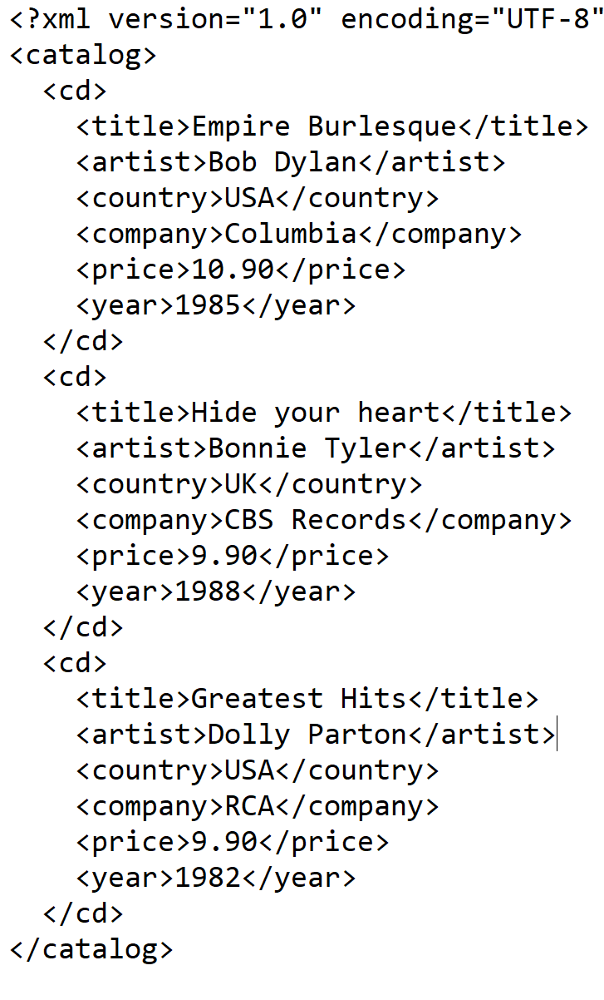 <?xml version="1.0" encoding="UTF-8"
<catalog>
<cd>
<title>Empire Burlesque</title>
<artist>Bob Dylan</artist>
<country>USA</country>
<company>Columbia</company>
<price>10.90</price>
<year>1985</year>
</cd>
<cd>
<title>Hide your heart</title>
<artist>Bonnie Tyler</artist>
<country>UK</country>
<company>CBS Records</company>
<price>9.90</price>
<year>1988</year>
</cd>
<cd>
<title>Greatest Hits</title>
<artist>Dolly Parton</artist>
<country>USA</country>
<company>RCA</company>
<price>9.90</price>
<year>1982</year>
</cd>
</catalog>